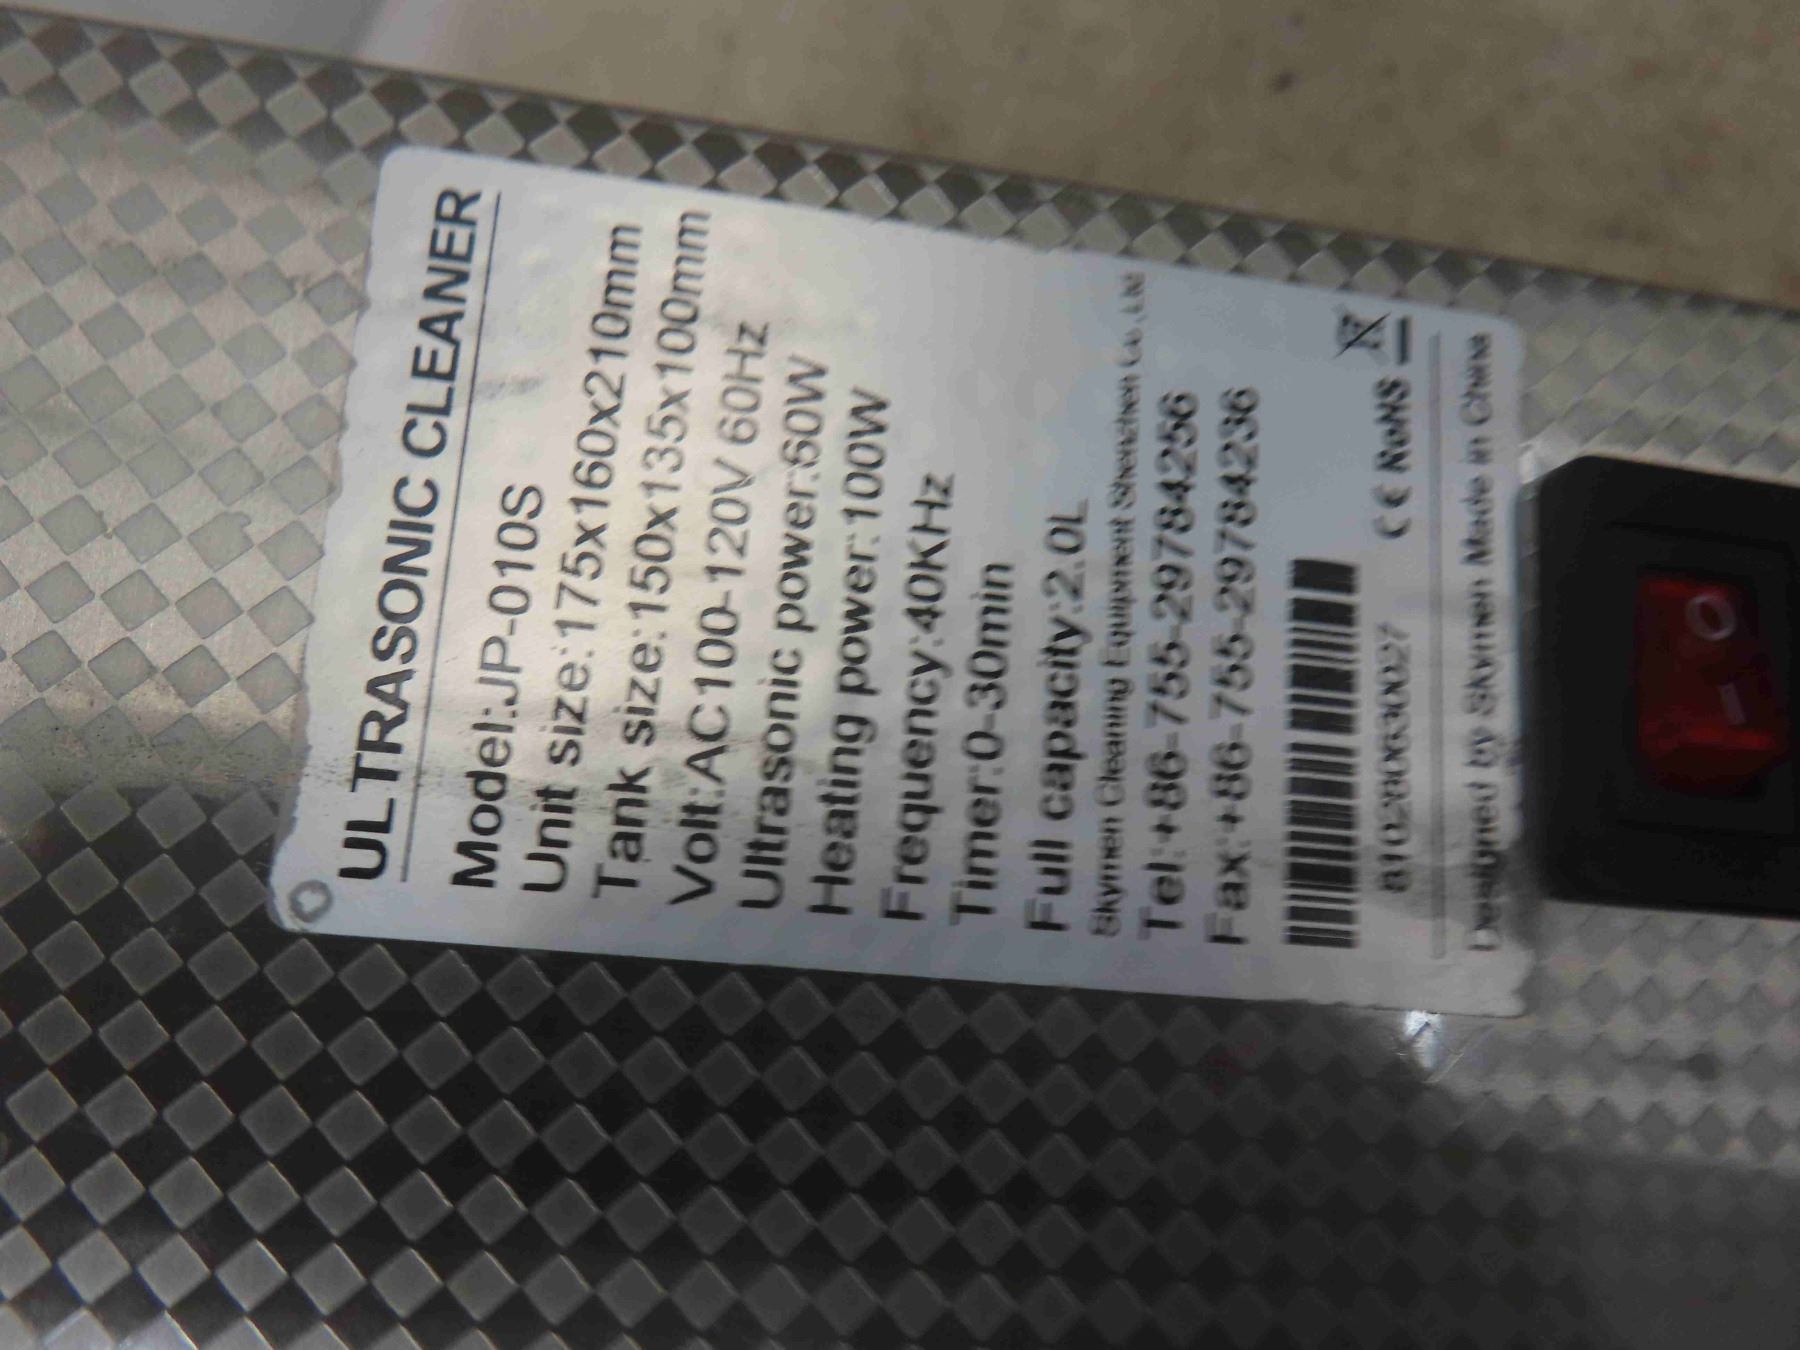 ULTRASONIC CLEANER
Model:JP-010S
Unit size:175x160x210mm
Tank size:150x135x100mm
Volt:AC100-120V 60Hz
Ultrasonic power:60W
Heating power:100W
Frequency:40KHz
Timer:0-30min
Full capacity:2.0L
Skymen Cleaning Equipment Shenzhen Co.,Ltd
Tel:+86-755-29784256
Fax:+86-755-29784236
CE RoHS
Designed by Skymen Made in China